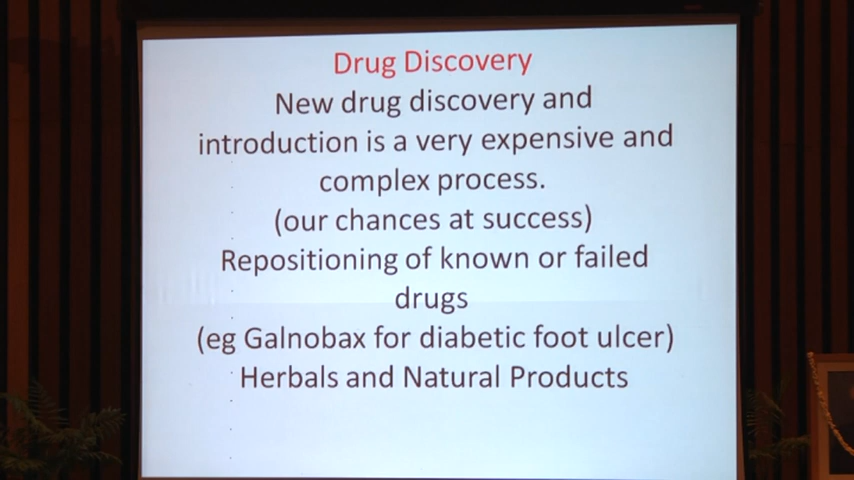 Drug Discovery
New drug discovery and
introduction is a very expensive and
complex process.
(our chances at success)
Repositioning of known or failed
drugs
(eg Galnobax for diabetic foot ulcer)
Herbals and Natural Products